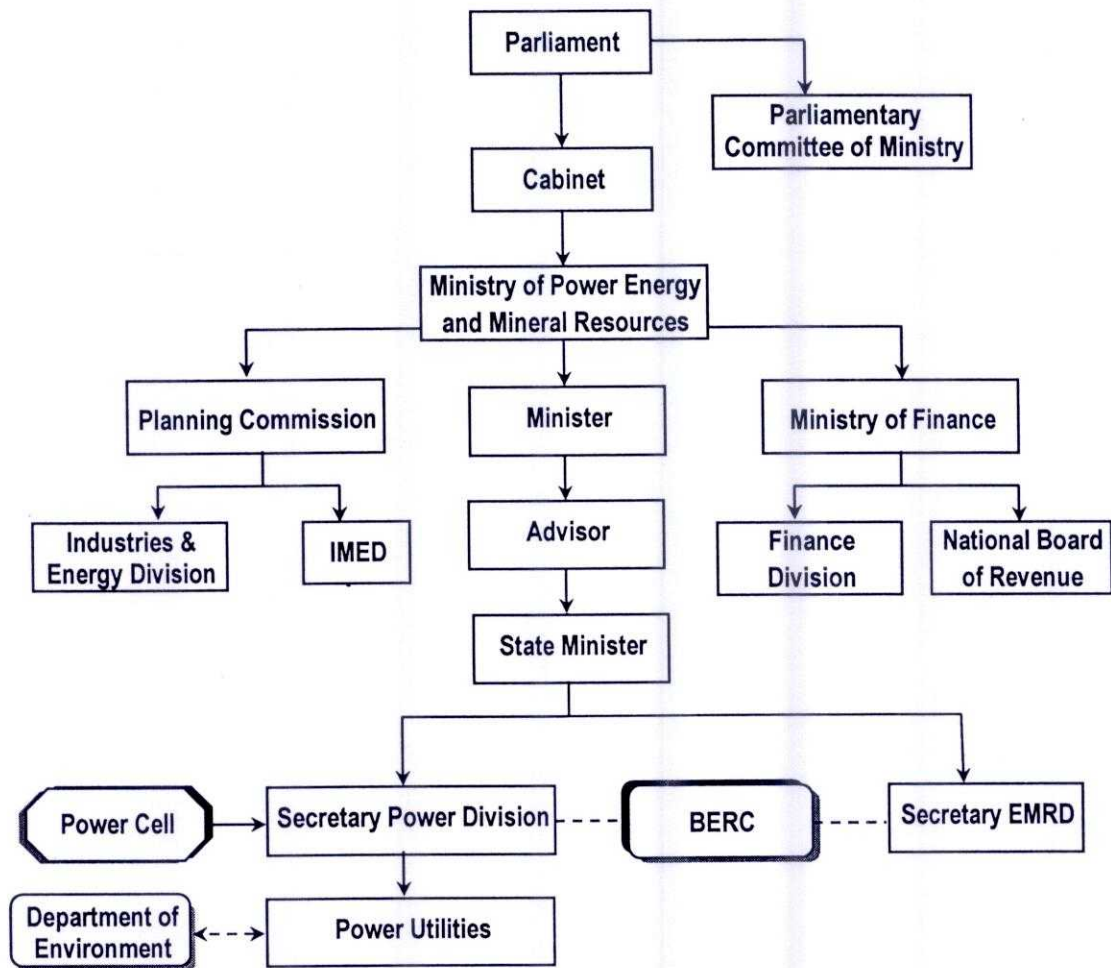 Parliament
Parliamentary
Committee of Ministry
Cabinet
Ministry of Power Energy
and Mineral Resources
Planning Commission
Minister
Ministry of Finance
Industries &
Energy Division
IMED
Advisor
Finance
Division
National Board
of Revenue
State Minister
Power Cell
Secretary Power Division
BERC
Secretary EMRD
Department of
Environment
Power Utilities